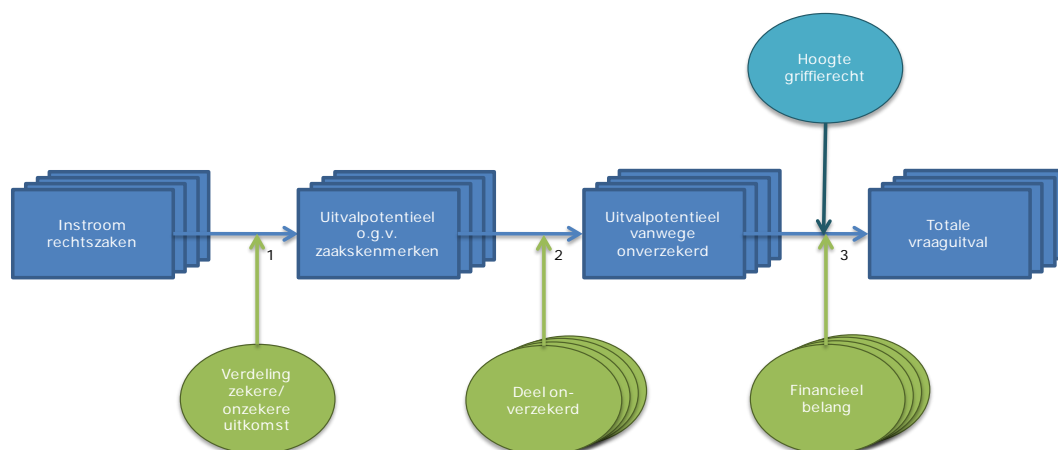 Hoogte
griffierecht
Instroom
rechtszaken
Uitvalpotentieel
o.g.v.
zaakskenmerken
Uitvalpotentieel
vanwege
onverzekerd
Totale
vraaguitval
1
2
3
Verdeling
zekere/
onzekere
uitkomst
Deel on-
verzekerd
Financieel
belang